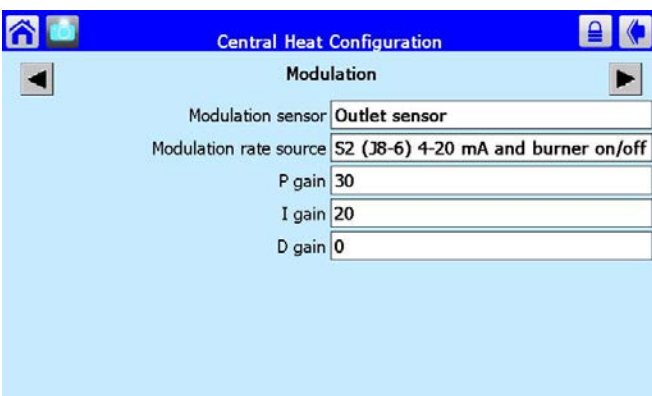 Central Heat Configuration
Modulation
Modulation sensor Outlet sensor
Modulation rate source S2 (J8-6) 4-20 mA and burner on/off
P gain 30
I gain 20
D gain 0